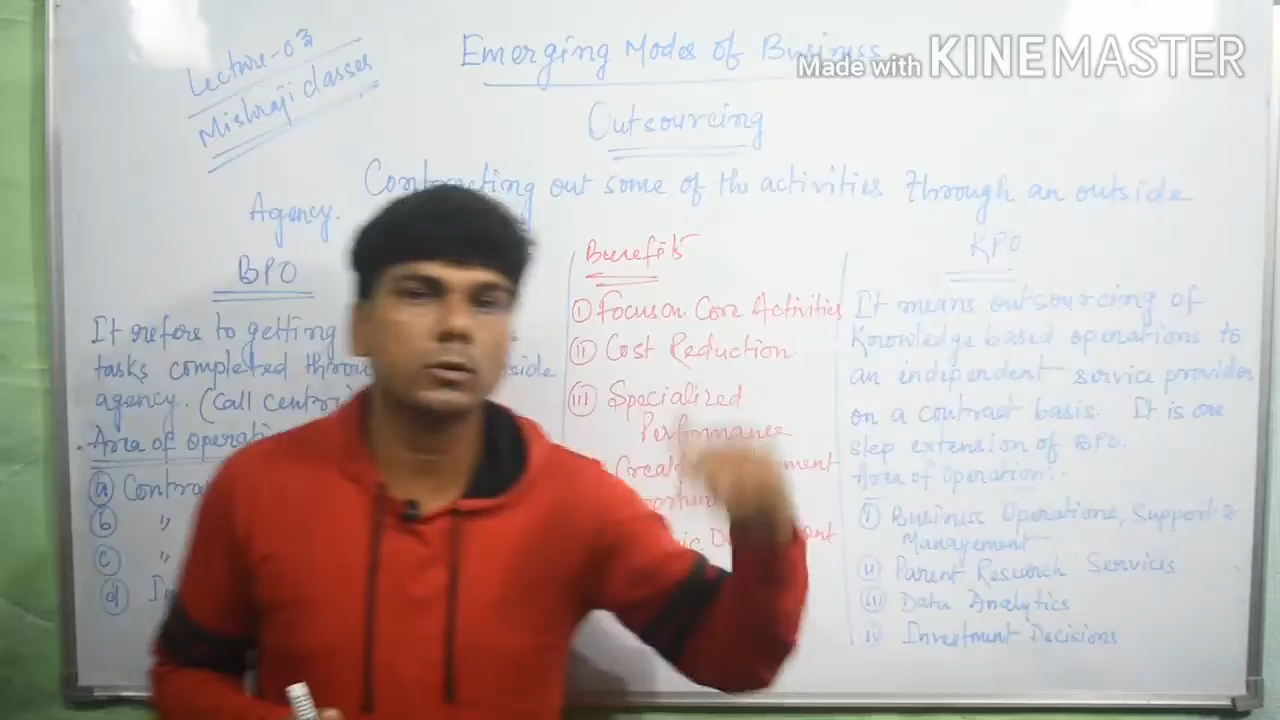 Lecture-03
Mishraji classes
Emerging Modes of Business
Made with KINEMASTER
Outsourcing
Contracting out some of the activities through an outside
Agency.
BPO
It refers to getting
tasks completed side
agency. (Call
Area of
(a)
(b) "
(c) "
(d)
Benefits
(i) Focus on Core Activities
(ii) Cost Reduction
(iii) Specialized
Performance
KPO
It means outsourcing of
Knowledge based operations to
an independent service provider
on a contract basis. It is one
step extension of BPO.
Area of operation:-
(i) Business Operations, Support &
Management
(ii) Parent Research Services
(iii) Data Analytics
(iv) Investment Decisions